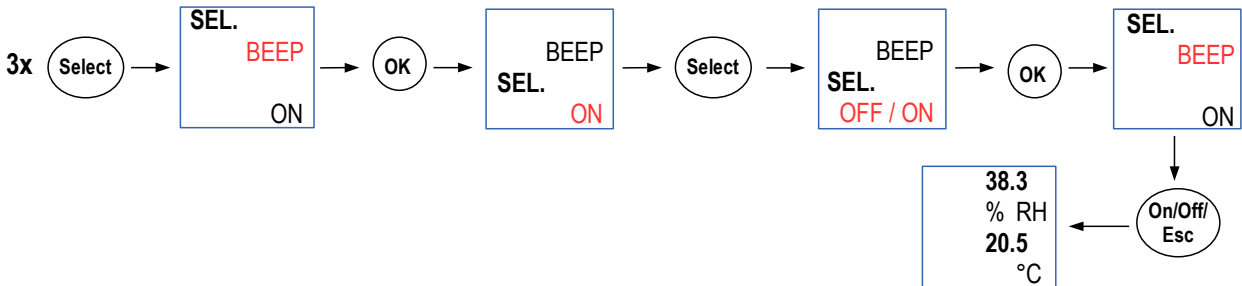 3x
Select
SEL.
BEEP
ON
OK
BEEP
SEL.
ON
Select
BEEP
SEL.
OFF / ON
OK
SEL.
BEEP
ON
On/Off/
Esc
38.3
% RH
20.5
°C